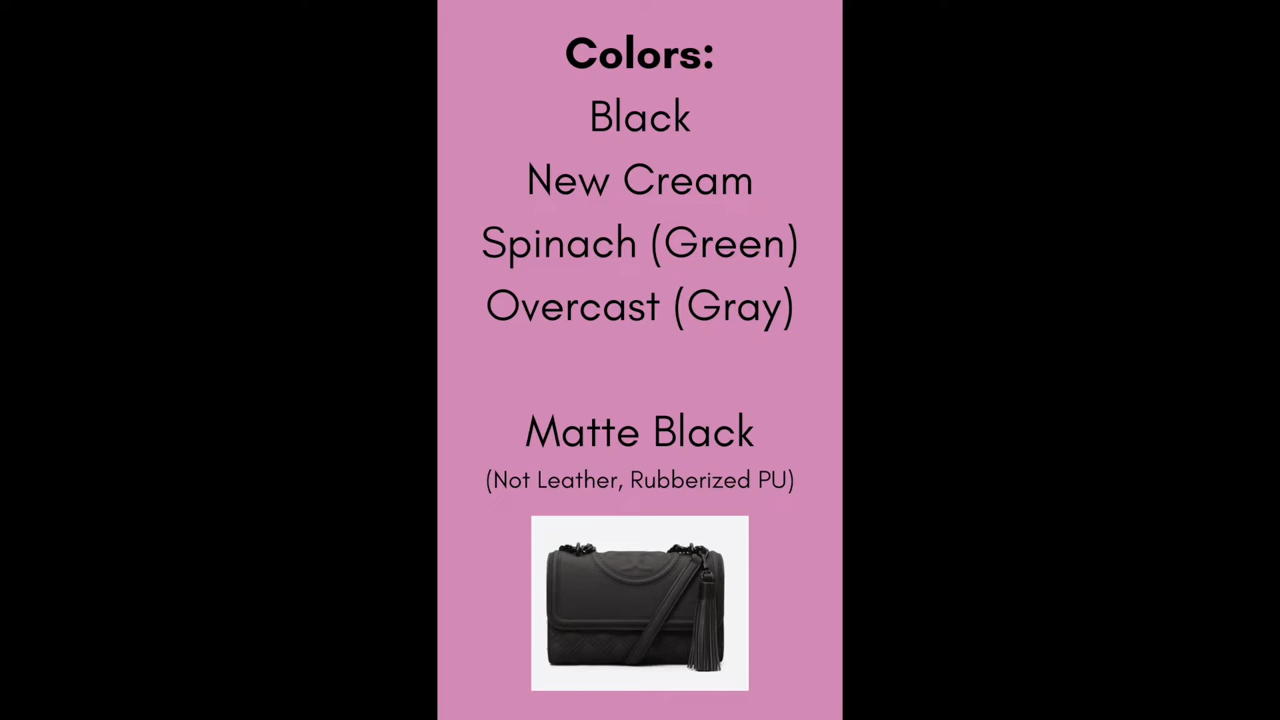 Colors:
Black
New Cream
Spinach (Green)
Overcast (Gray)
Matte Black
(Not Leather, Rubberized PU)